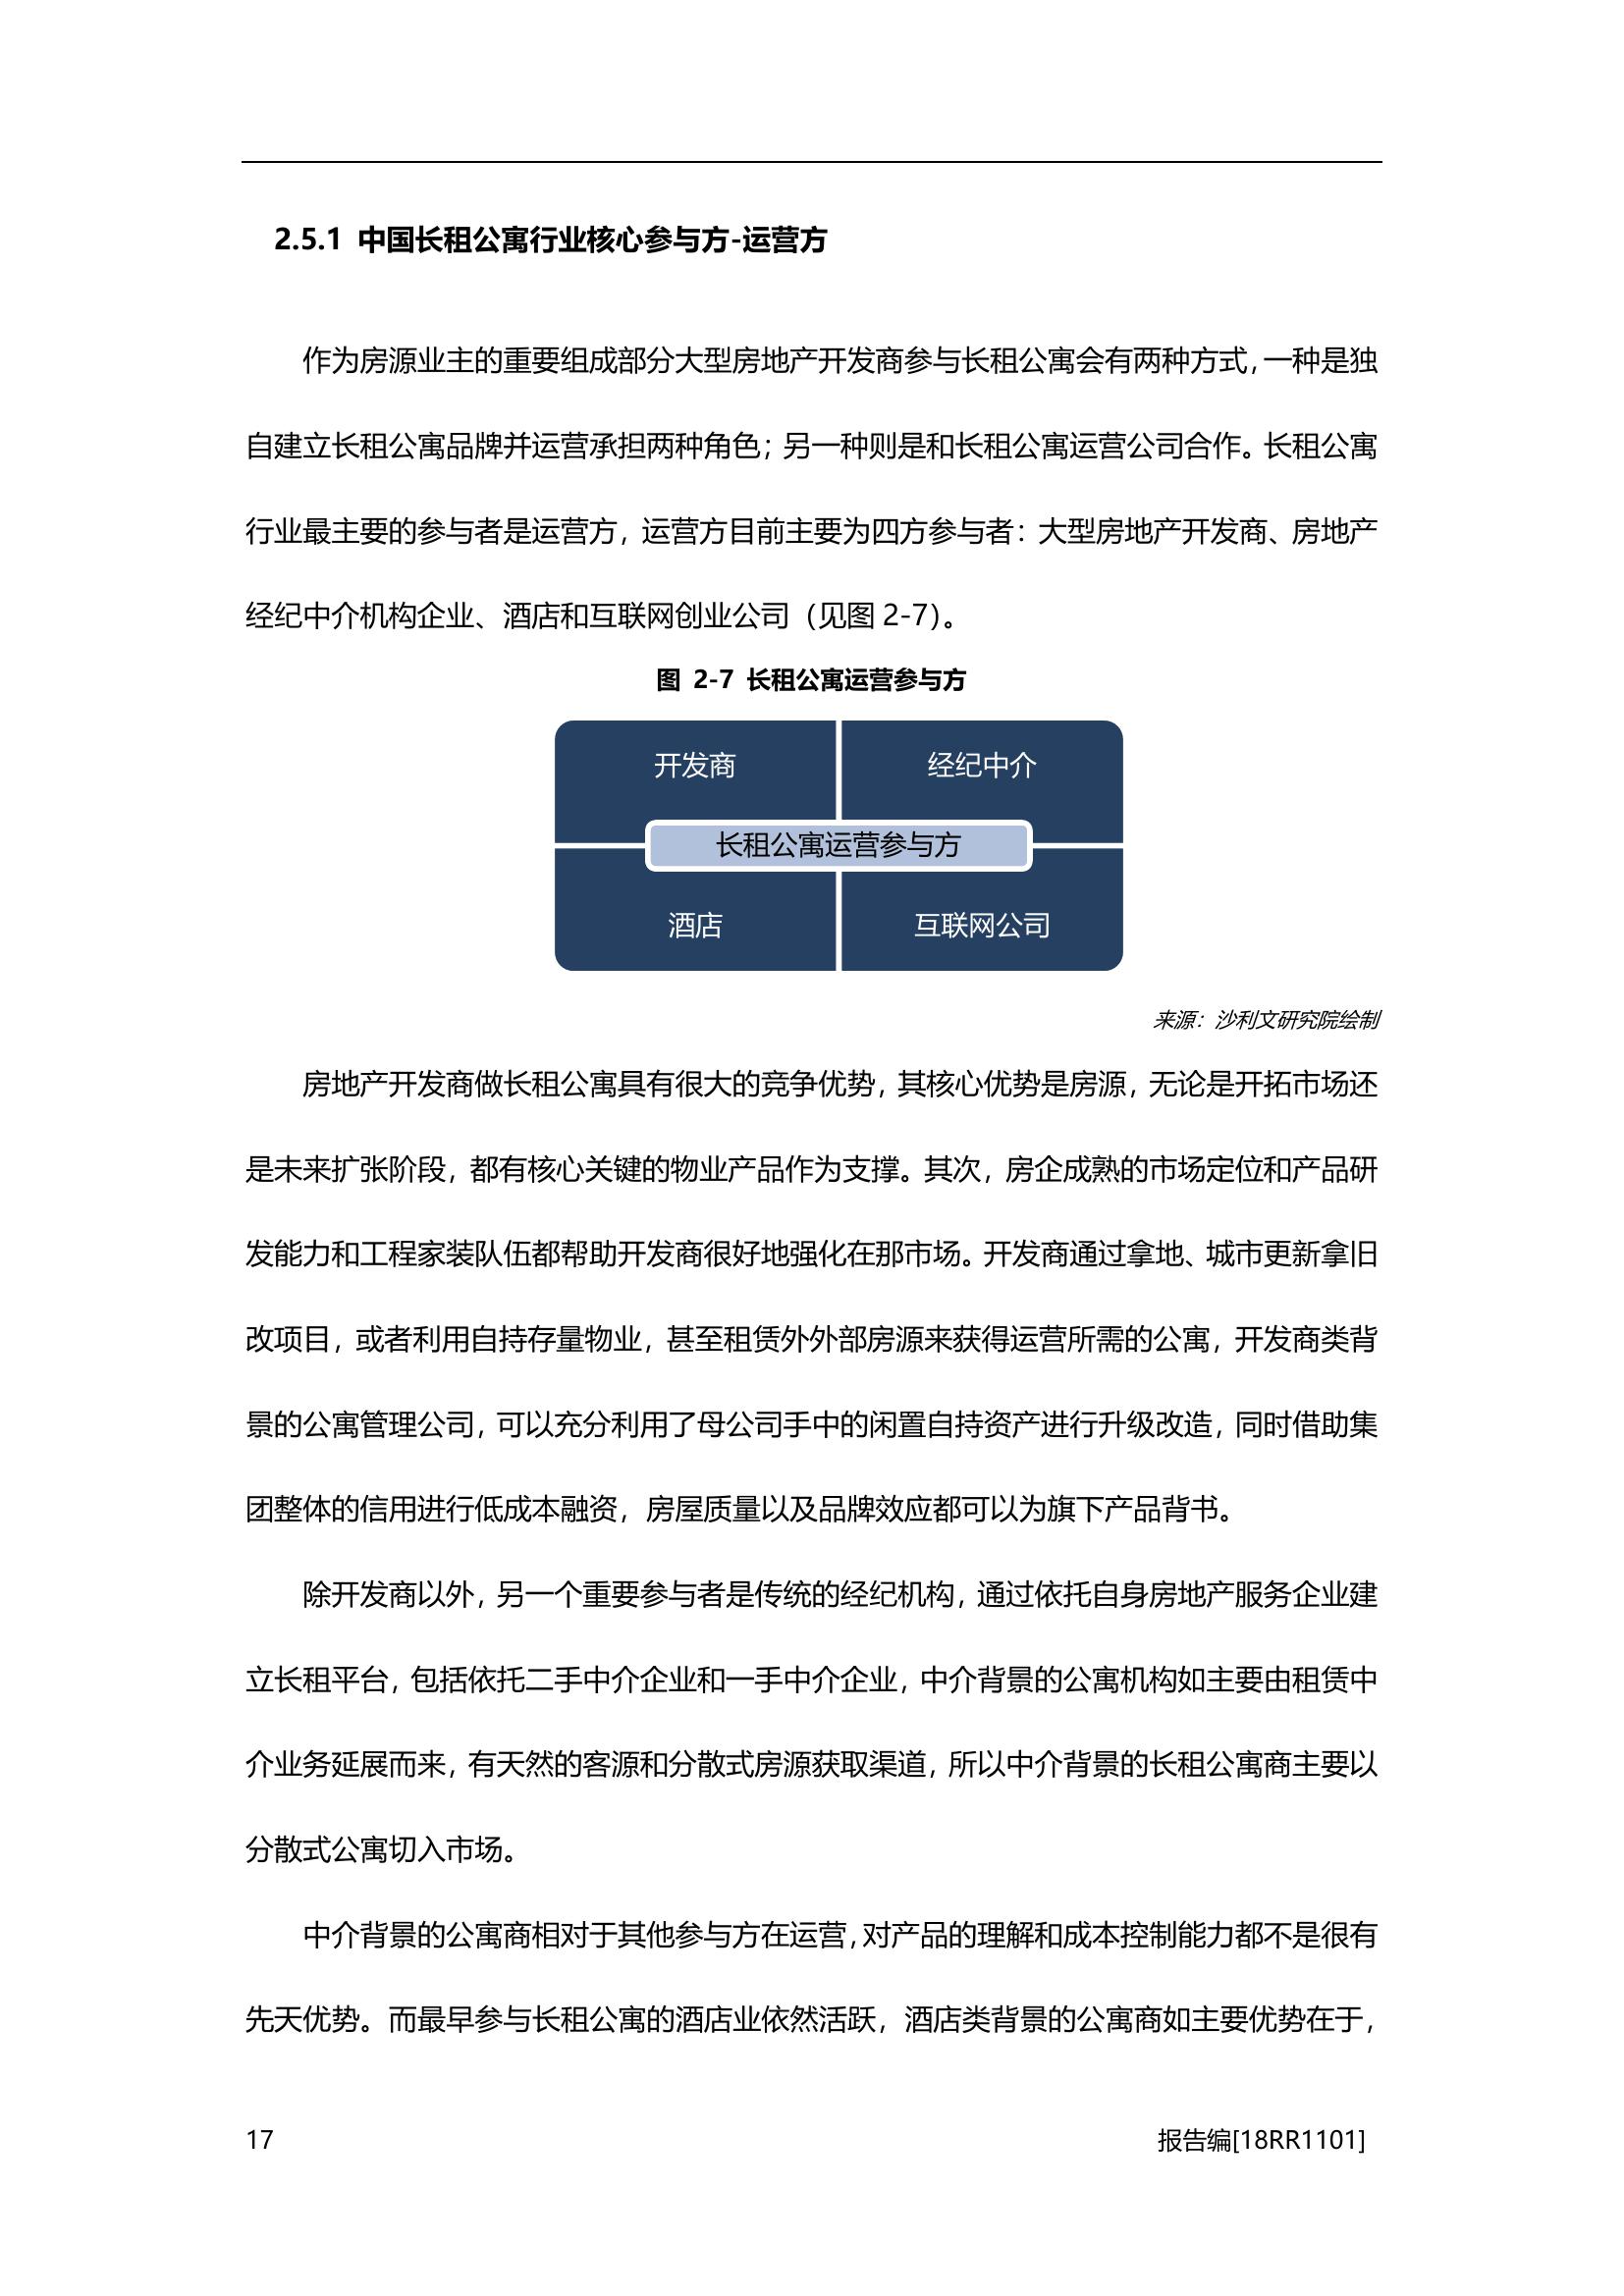 2.5.1 中国长租公寓行业核心参与方-运营方
作为房源业主的重要组成部分大型房地产开发商参与长租公寓会有两种方式，一种是独
自建立长租公寓品牌并运营承担两种角色；另一种则是和长租公寓运营公司合作。长租公寓
行业最主要的参与者是运营方，运营方目前主要为四方参与者：大型房地产开发商、房地产
经纪中介机构企业、酒店和互联网创业公司（见图 2-7）。
图 2-7 长租公寓运营参与方
开发商
经纪中介
长租公寓运营参与方
酒店
互联网公司
来源：沙利文研究院绘制
房地产开发商做长租公寓具有很大的竞争优势，其核心优势是房源，无论是开拓市场还
是未来扩张阶段，都有核心关键的物业产品作为支撑。其次，房企成熟的市场定位和产品研
发能力和工程家装队伍都帮助开发商很好地强化在那市场。开发商通过拿地、城市更新拿旧
改项目，或者利用自持存量物业，甚至租赁外外部房源来获得运营所需的公寓，开发商类背
景的公寓管理公司，可以充分利用了母公司手中的闲置自持资产进行升级改造，同时借助集
团整体的信用进行低成本融资，房屋质量以及品牌效应都可以为旗下产品背书。
除开发商以外，另一个重要参与者是传统的经纪机构，通过依托自身房地产服务企业建
立长租平台，包括依托二手中介企业和一手中介企业，中介背景的公寓机构如主要由租赁中
介业务延展而来，有天然的客源和分散式房源获取渠道，所以中介背景的长租公寓商主要以
分散式公寓切入市场。
中介背景的公寓商相对于其他参与方在运营，对产品的理解和成本控制能力都不是很有
先天优势。而最早参与长租公寓的酒店业依然活跃，酒店类背景的公寓商如主要优势在于，
17
报告编[18RR1101]